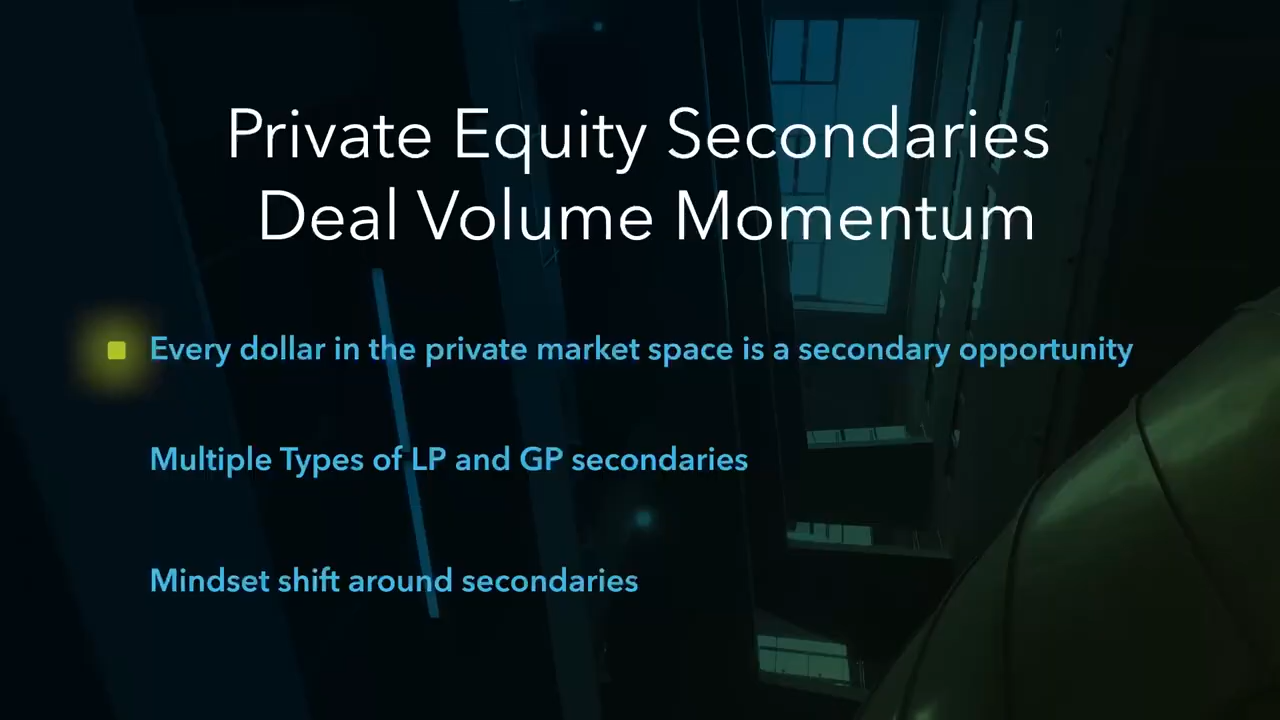 Private Equity Secondaries
Deal Volume Momentum
Every dollar in the private market space is a secondary opportunity
Multiple Types of LP and GP secondaries
Mindset shift around secondaries